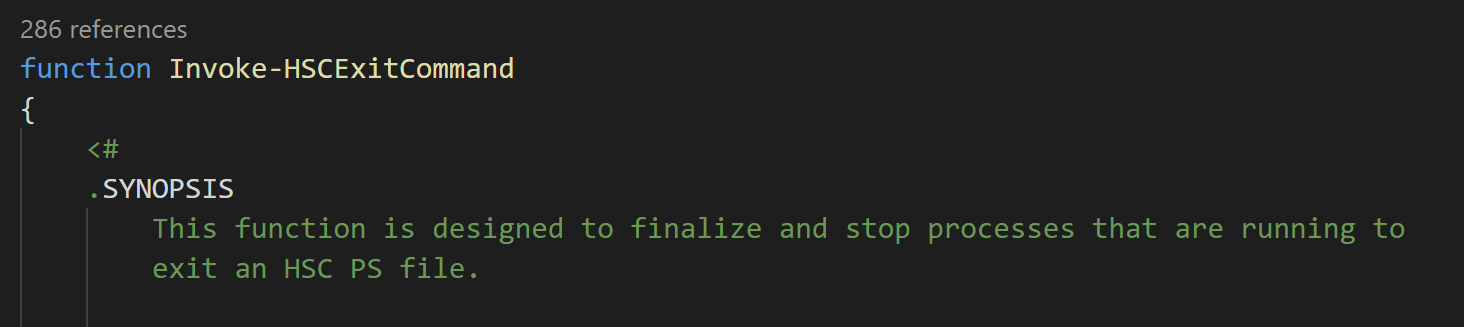 286 references
function Invoke-HSCExitCommand
{
<#
.SYNOPSIS
This function is designed to finalize and stop processes that are running to
exit an HSC PS file.